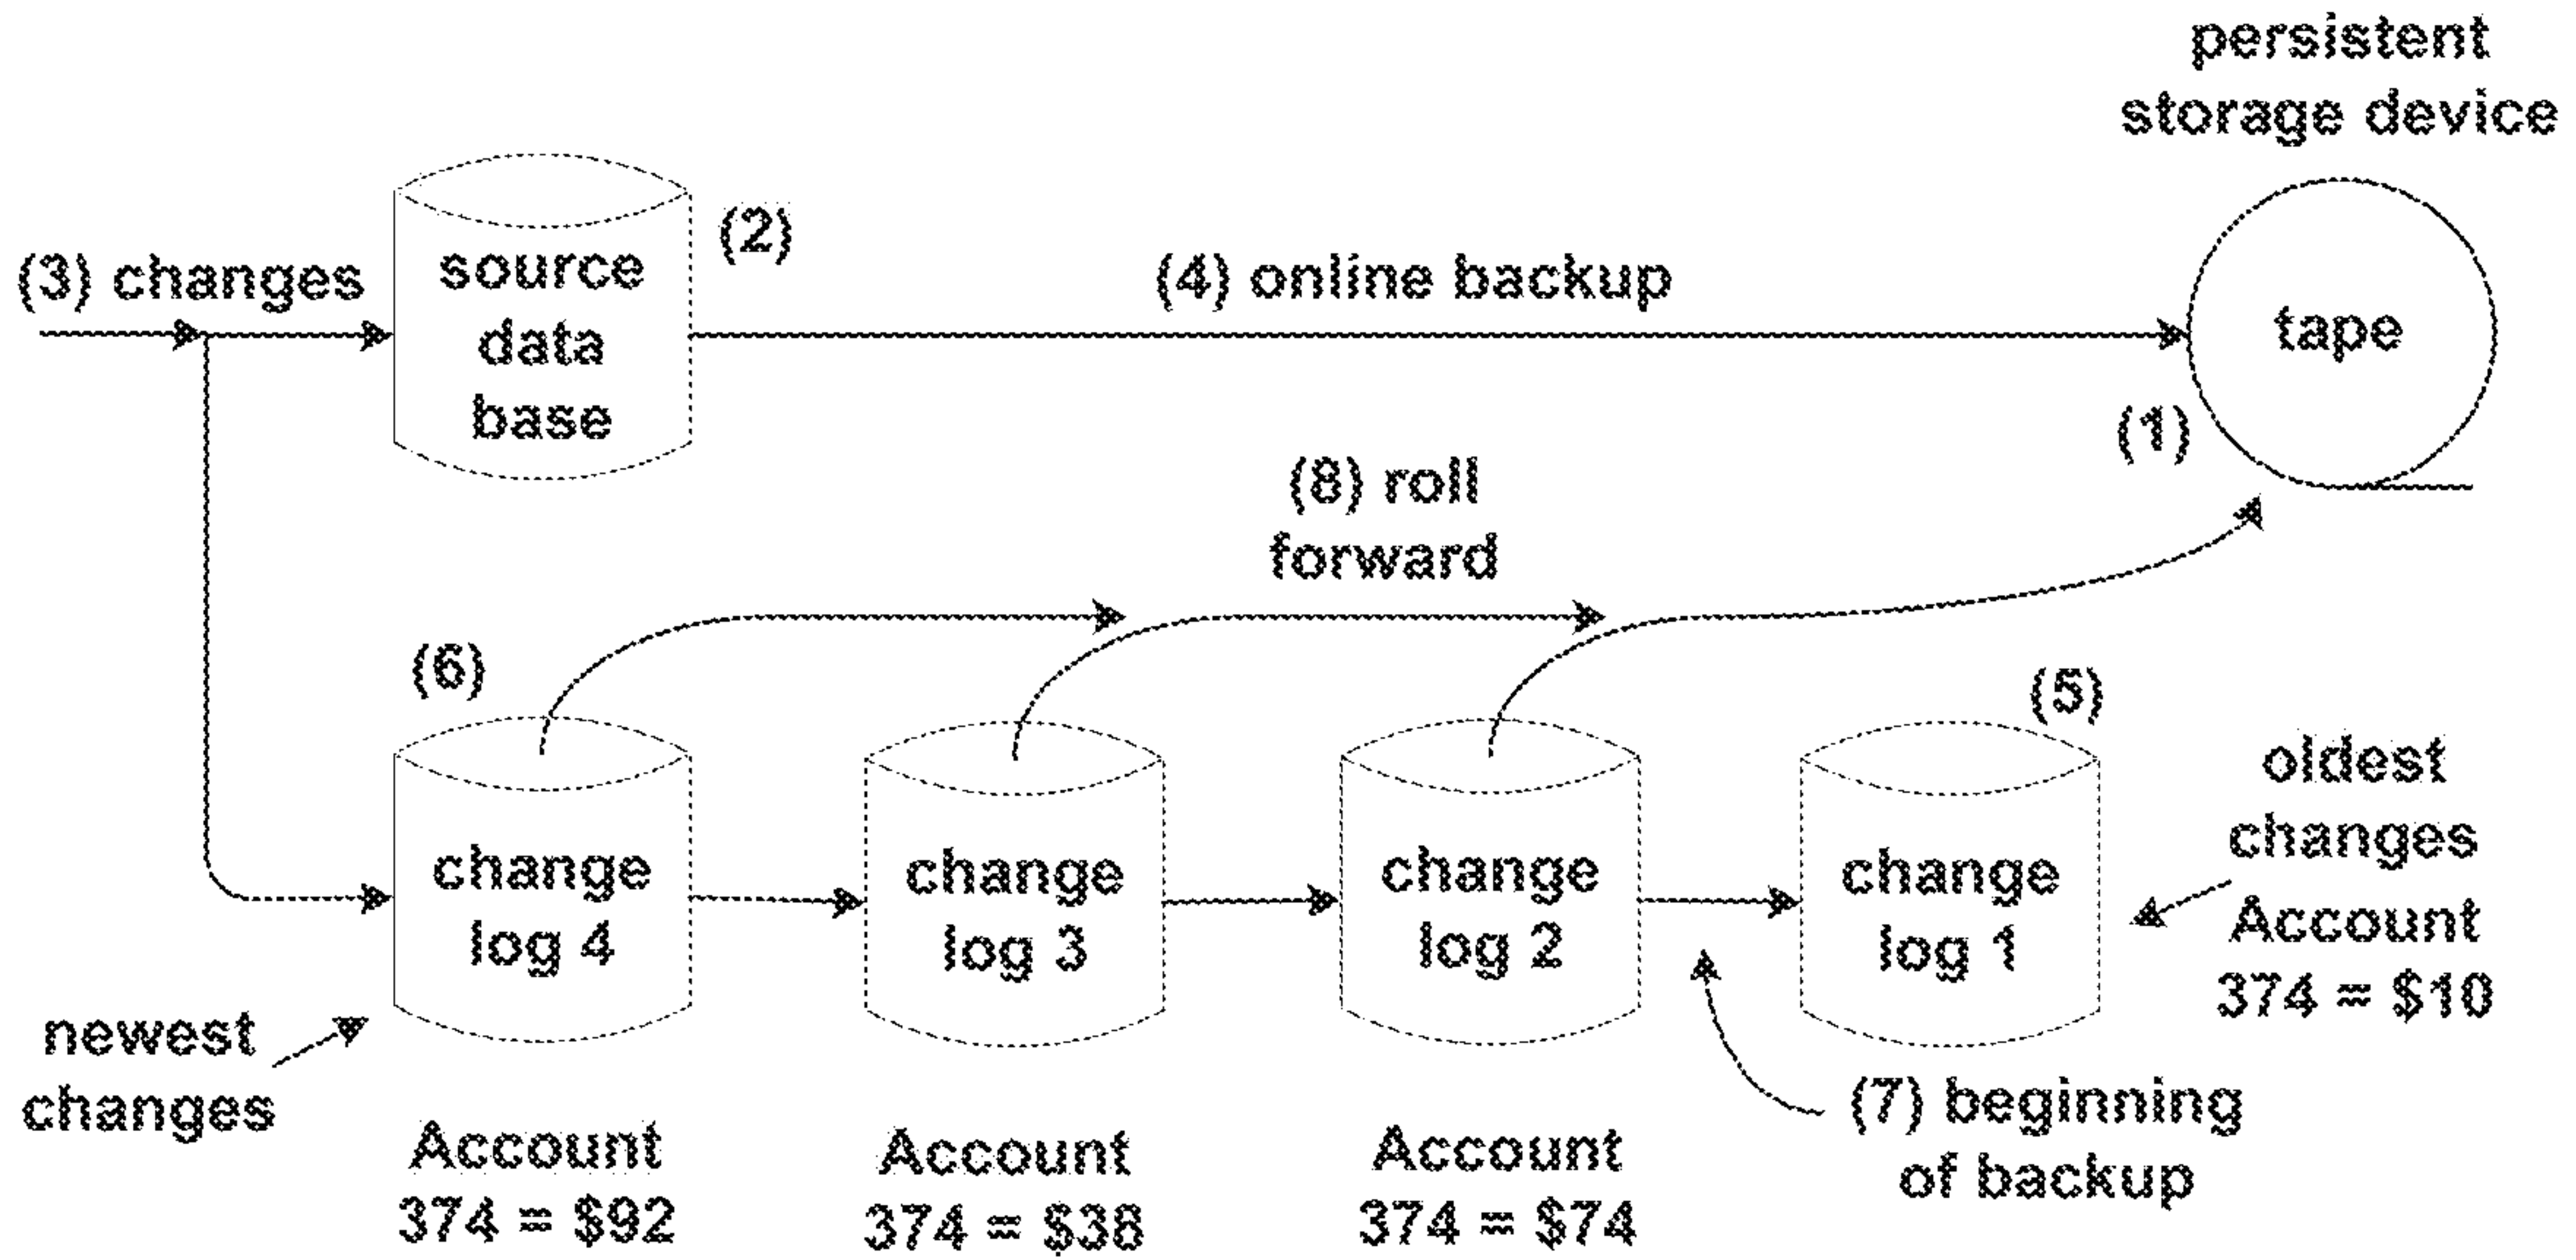 persistent
storage device
(2)
(3) changes
source
data
base
(4) online backup
tape
(1)
(8) roll
forward
(6)
(5)
change
log 4
change
log 3
change
log 2
change
log 1
oldest
changes
Account
374 = $10
newest
changes
Account
374 = $92
Account
374 = $38
Account
374 = $74
(7) beginning
of backup